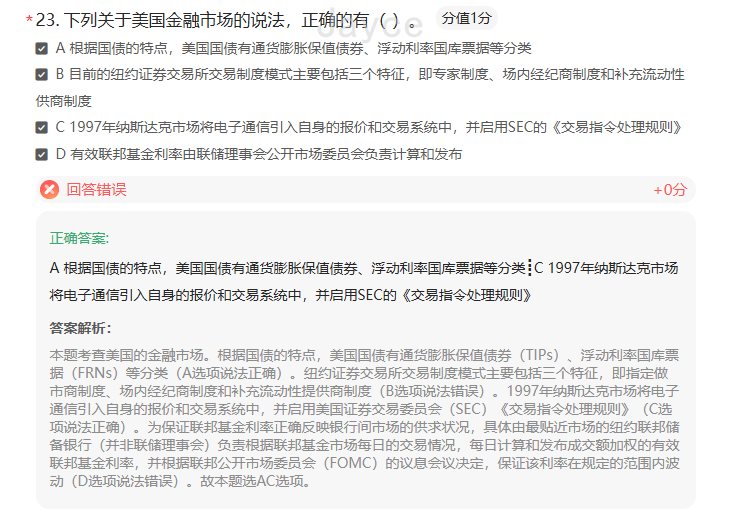 *23. 下列关于美国金融市场的说法，正确的有（ ）。 分值1分
Jayce
A 根据国债的特点，美国国债有通货膨胀保值债券、浮动利率国库票据等分类
B 目前的纽约证券交易所交易制度模式主要包括三个特征，即专家制度、场内经纪商制度和补充流动性
供商制度
C 1997年纳斯达克市场将电子通信引入自身的报价和交易系统中，并启用SEC的《交易指令处理规则》
D 有效联邦基金利率由联储理事会公开市场委员会负责计算和发布
回答错误 +0分
正确答案:
A 根据国债的特点，美国国债有通货膨胀保值债券、浮动利率国库票据等分类┋C 1997年纳斯达克市场
将电子通信引入自身的报价和交易系统中，并启用SEC的《交易指令处理规则》
答案解析：
本题考查美国的金融市场。根据国债的特点，美国国债有通货膨胀保值债券（TIPs）、浮动利率国库票
据（FRNs）等分类（A选项说法正确）。纽约证券交易所交易制度模式主要包括三个特征，即指定做
市商制度、场内经纪商制度和补充流动性提供商制度（B选项说法错误）。1997年纳斯达克市场将电子
通信引入自身的报价和交易系统中，并启用美国证券交易委员会（SEC）《交易指令处理规则》（C选
项说法正确）。为保证联邦基金利率正确反映银行间市场的供求状况，具体由最贴近市场的纽约联邦储
备银行（并非联储理事会）负责根据联邦基金市场每日的交易情况，每日计算和发布成交额加权的有效
联邦基金利率，并根据联邦公开市场委员会（FOMC）的议息会议决定，保证该利率在规定的范围内波
动（D选项说法错误）。故本题选AC选项。